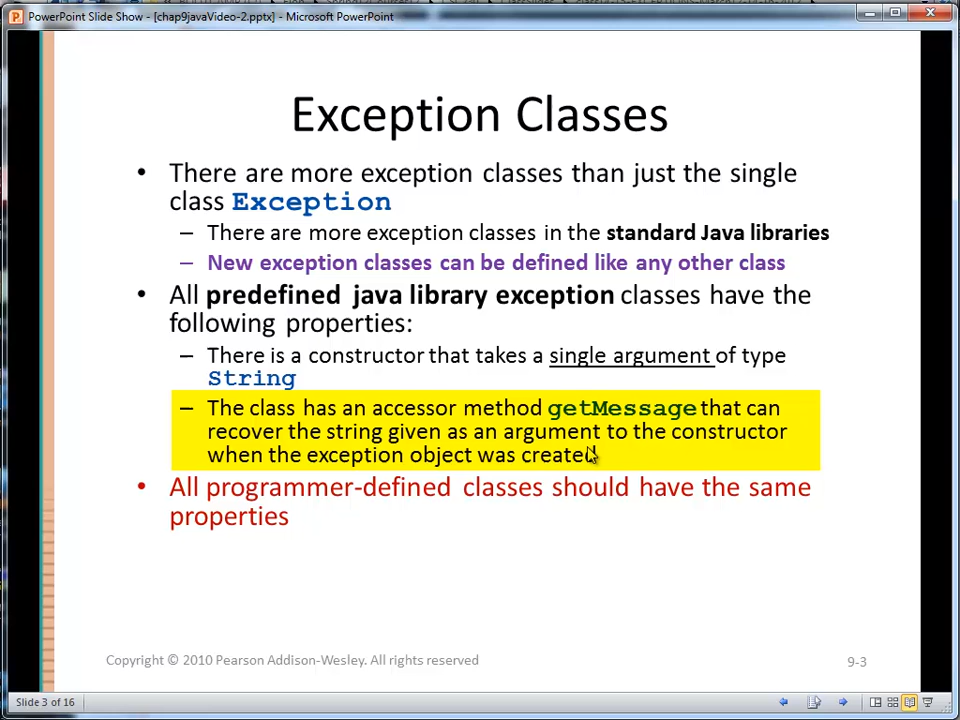 PowerPoint Slide Show - [chap9javaVideo-2.pptx] - Microsoft PowerPoint
Exception Classes
• There are more exception classes than just the single
class Exception
– There are more exception classes in the standard Java libraries
– New exception classes can be defined like any other class
• All predefined java library exception classes have the
following properties:
– There is a constructor that takes a single argument of type
String
– The class has an accessor method getMessage that can
recover the string given as an argument to the constructor
when the exception object was created
• All programmer-defined classes should have the same
properties
Copyright © 2010 Pearson Addison-Wesley. All rights reserved
9-3
Slide 3 of 16